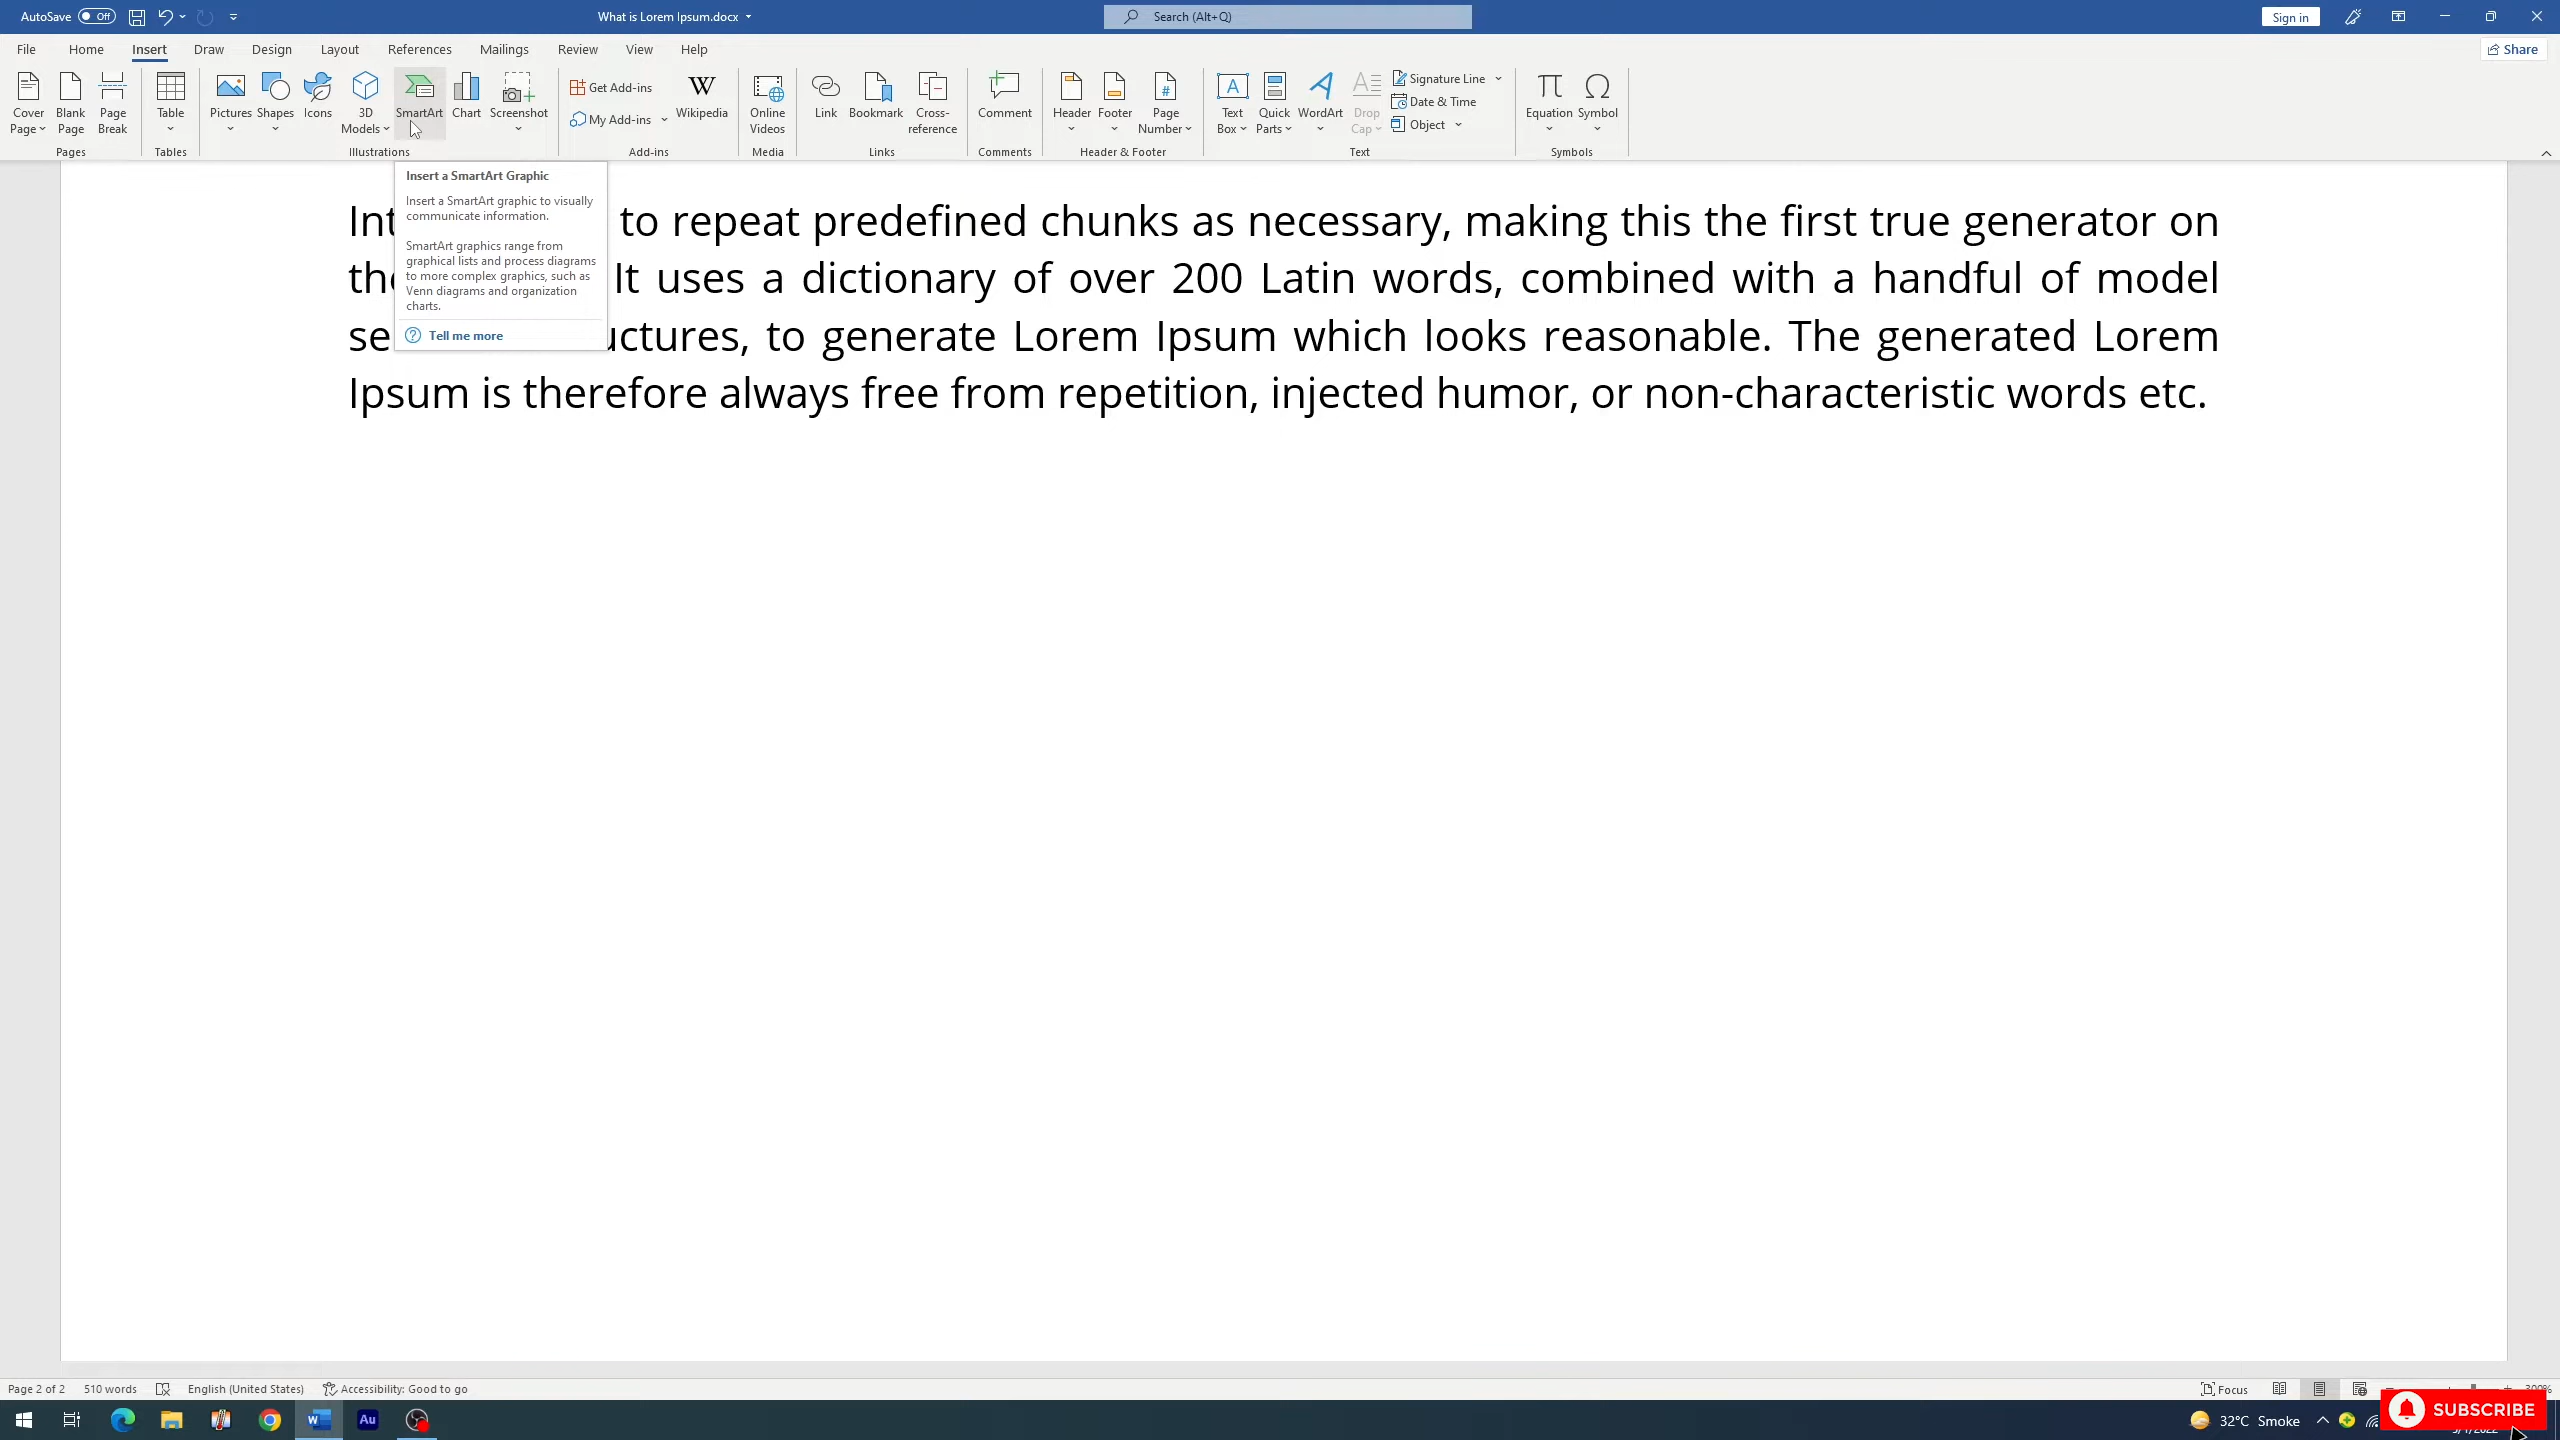 AutoSave Off What is Lorem Ipsum.docx Search (Alt+Q) Sign in
File Home Insert Draw Design Layout References Mailings Review View Help Share
Cover Page Blank Page Page Break
Pages
Table
Tables
Pictures Shapes Icons 3D Models SmartArt Chart Screenshot
Illustrations
Get Add-ins
My Add-ins
Wikipedia
Add-ins
Online Videos
Media
Link Bookmark Cross-reference
Links
Comment
Comments
Header Footer Page Number
Header & Footer
Text Box Quick Parts WordArt Drop Cap
Signature Line
Date & Time
Object
Text
Equation Symbol
Symbols
Insert a SmartArt Graphic
Insert a SmartArt graphic to visually
communicate information.
SmartArt graphics range from
graphical lists and process diagrams
to more complex graphics, such as
Venn diagrams and organization
charts.
Tell me more
to repeat predefined chunks as necessary, making this the first true generator on
It uses a dictionary of over 200 Latin words, combined with a handful of model
to generate Lorem Ipsum which looks reasonable. The generated Lorem
Ipsum is therefore always free from repetition, injected humor, or non-characteristic words etc.
Page 2 of 2 510 words English (United States) Accessibility: Good to go Focus
32°C Smoke
SUBSCRIBE